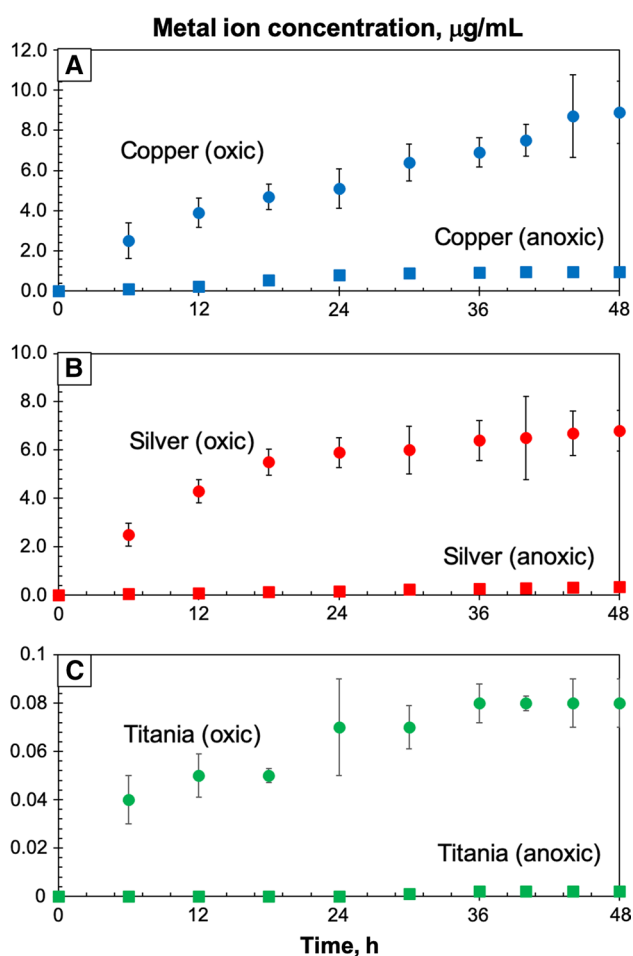 Metal ion concentration, μg/mL
12.0
A
10.0
8.0
Copper (oxic)
6.0
4.0
Copper (anoxic)
2.0
0.0
0 12 24 36 48
10.0
B
8.0
Silver (oxic)
6.0
4.0
Silver (anoxic)
2.0
0.0
0 12 24 36 48
0.1
C
0.08
Titania (oxic)
0.06
0.04
Titania (anoxic)
0.02
0
0 12 24 36 48
Time, h